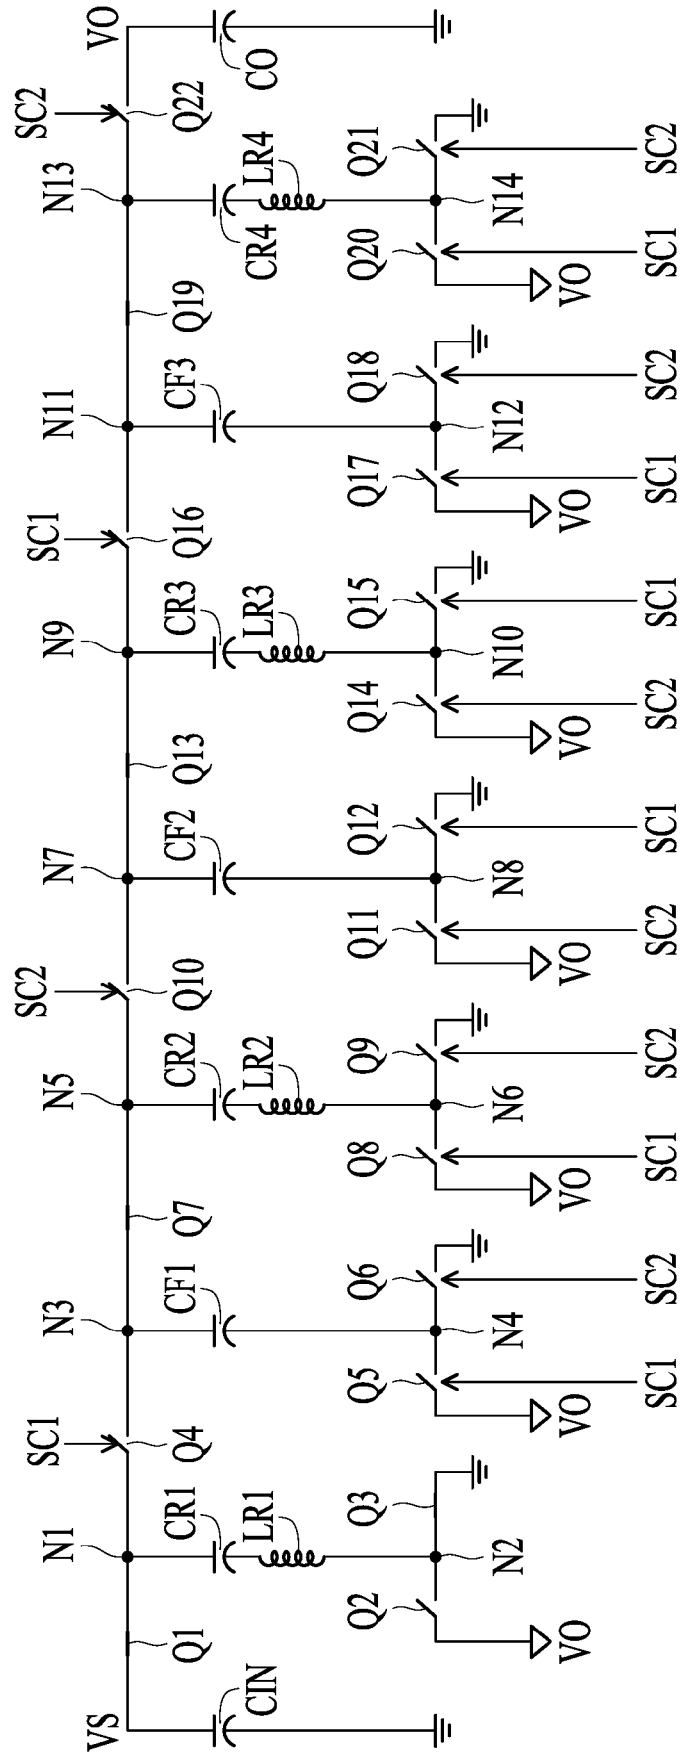 SC1
SC2
SC1
SC2
VS
N1
N3
N5
N7
N9
N11
N13
VO
Q1
CR1
Q4
CF1
Q7
CR2
Q10
CF2
Q13
CR3
Q16
CF3
Q19
Q22
CIN
LR1
LR2
LR3
CR4
LR4
CO
Q2
Q3
Q5
Q6
Q8
Q9
Q11
Q12
Q14
Q15
Q17
Q18
Q20
Q21
N2
N4
N6
N8
N10
N12
N14
VO
VO
VO
VO
VO
VO
VO
SC1
SC2
SC1
SC2
SC2
SC1
SC2
SC1
SC1
SC2
SC1
SC2